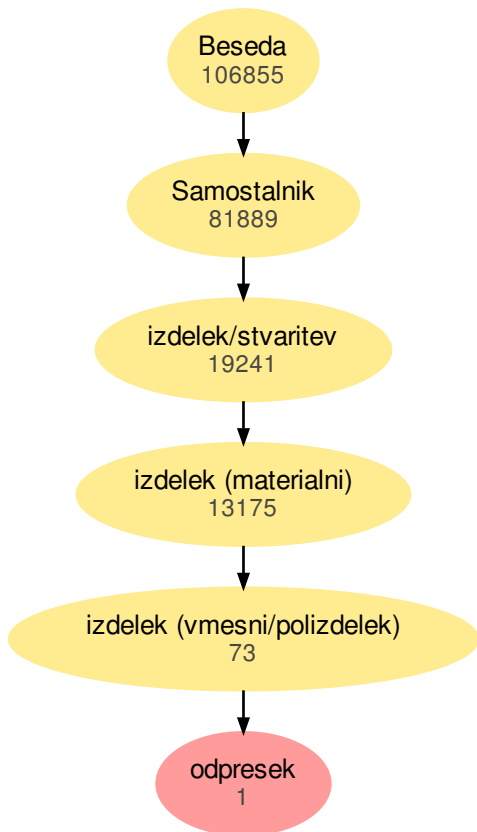 Beseda
106855
Samostalnik
81889
izdelek/stvaritev
19241
izdelek (materialni)
13175
izdelek (vmesni/polizdelek)
73
odpresek
1